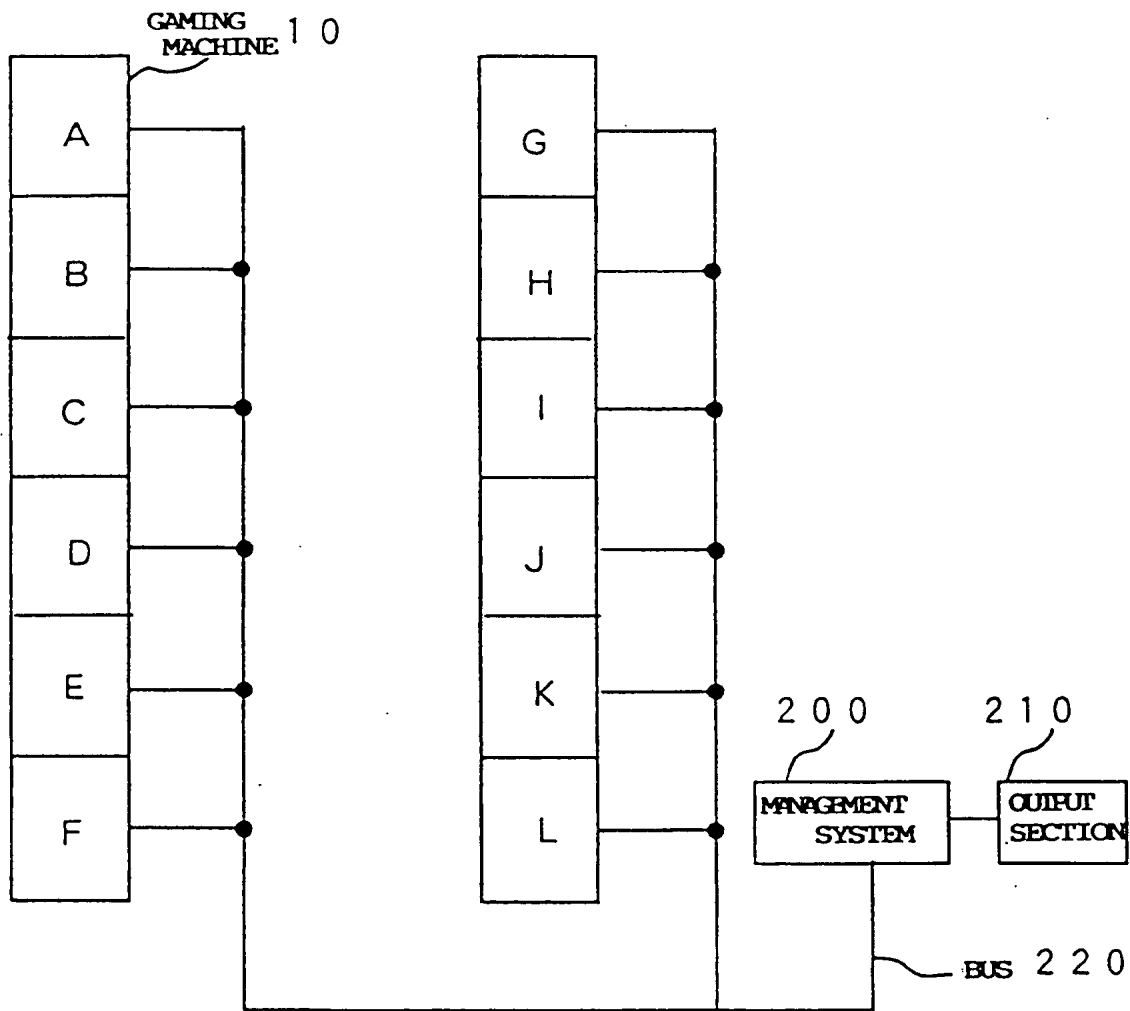 GAMING
MACHINE 10
A
B
C
D
E
F
G
H
I
J
K
L
200
MANAGEMENT
SYSTEM
210
OUTPUT
SECTION
BUS 220